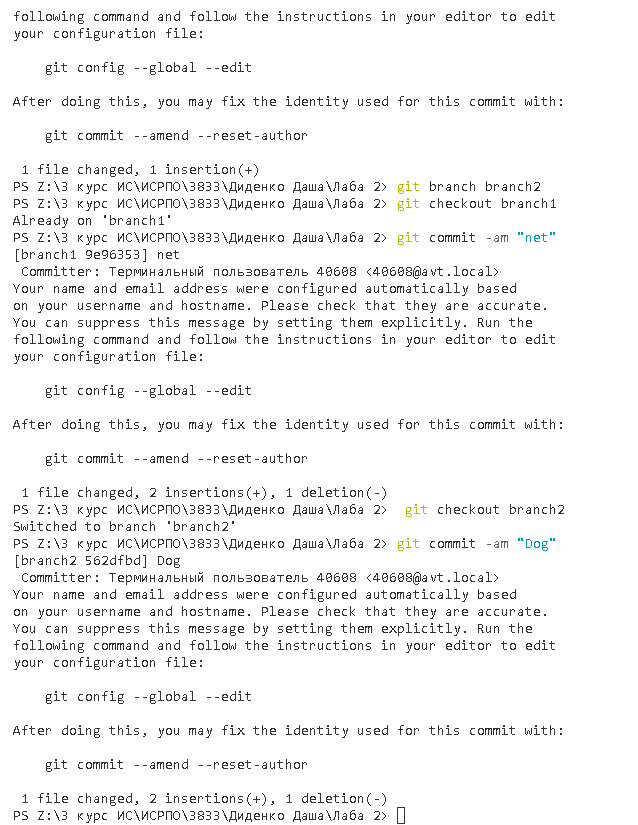 following command and follow the instructions in your editor to edit
your configuration file:
git config --global --edit
After doing this, you may fix the identity used for this commit with:
git commit --amend --reset-author
1 file changed, 1 insertion(+)
PS Z:\3 курс ИС\ИСРПО\3833\Диденко Даша\Лаба 2> git branch branch2
PS Z:\3 курс ИС\ИСРПО\3833\Диденко Даша\Лаба 2> git checkout branch1
Already on 'branch1'
PS Z:\3 курс ИС\ИСРПО\3833\Диденко Даша\Лаба 2> git commit -am "net"
[branch1 9e96353] net
Committer: Терминальный пользователь 40608 <40608@avt.local>
Your name and email address were configured automatically based
on your username and hostname. Please check that they are accurate.
You can suppress this message by setting them explicitly. Run the
following command and follow the instructions in your editor to edit
your configuration file:
git config --global --edit
After doing this, you may fix the identity used for this commit with:
git commit --amend --reset-author
1 file changed, 2 insertions(+), 1 deletion(-)
PS Z:\3 курс ИС\ИСРПО\3833\Диденко Даша\Лаба 2>  git checkout branch2
Switched to branch 'branch2'
PS Z:\3 курс ИС\ИСРПО\3833\Диденко Даша\Лаба 2> git commit -am "Dog"
[branch2 562dfbd] Dog
Committer: Терминальный пользователь 40608 <40608@avt.local>
Your name and email address were configured automatically based
on your username and hostname. Please check that they are accurate.
You can suppress this message by setting them explicitly. Run the
following command and follow the instructions in your editor to edit
your configuration file:
git config --global --edit
After doing this, you may fix the identity used for this commit with:
git commit --amend --reset-author
1 file changed, 2 insertions(+), 1 deletion(-)
PS Z:\3 курс ИС\ИСРПО\3833\Диденко Даша\Лаба 2>